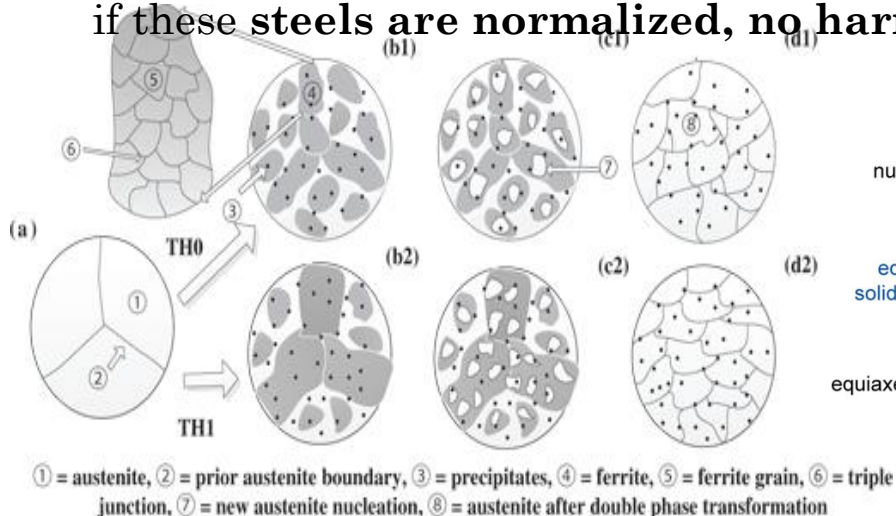 if these steels are normalized, no harr
(b1)
(c1)
(d1)
⑤
④
⑧
⑥
⑦
③
nu
(a)
TH0
(b2)
(c2)
(d2)
①
②
ec
solid
equiaxe
TH1
① = austenite, ② = prior austenite boundary, ③ = precipitates, ④ = ferrite, ⑤ = ferrite grain, ⑥ = triple
junction, ⑦ = new austenite nucleation, ⑧ = austenite after double phase transformation